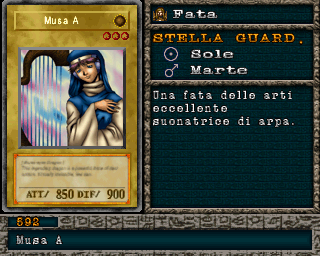 Musa A
ATT/ 850 DIF/ 900
Fata
STELLA GUARD.
Sole
Marte
Una fata delle arti
eccellente
suonatrice di arpa.
592
Musa A